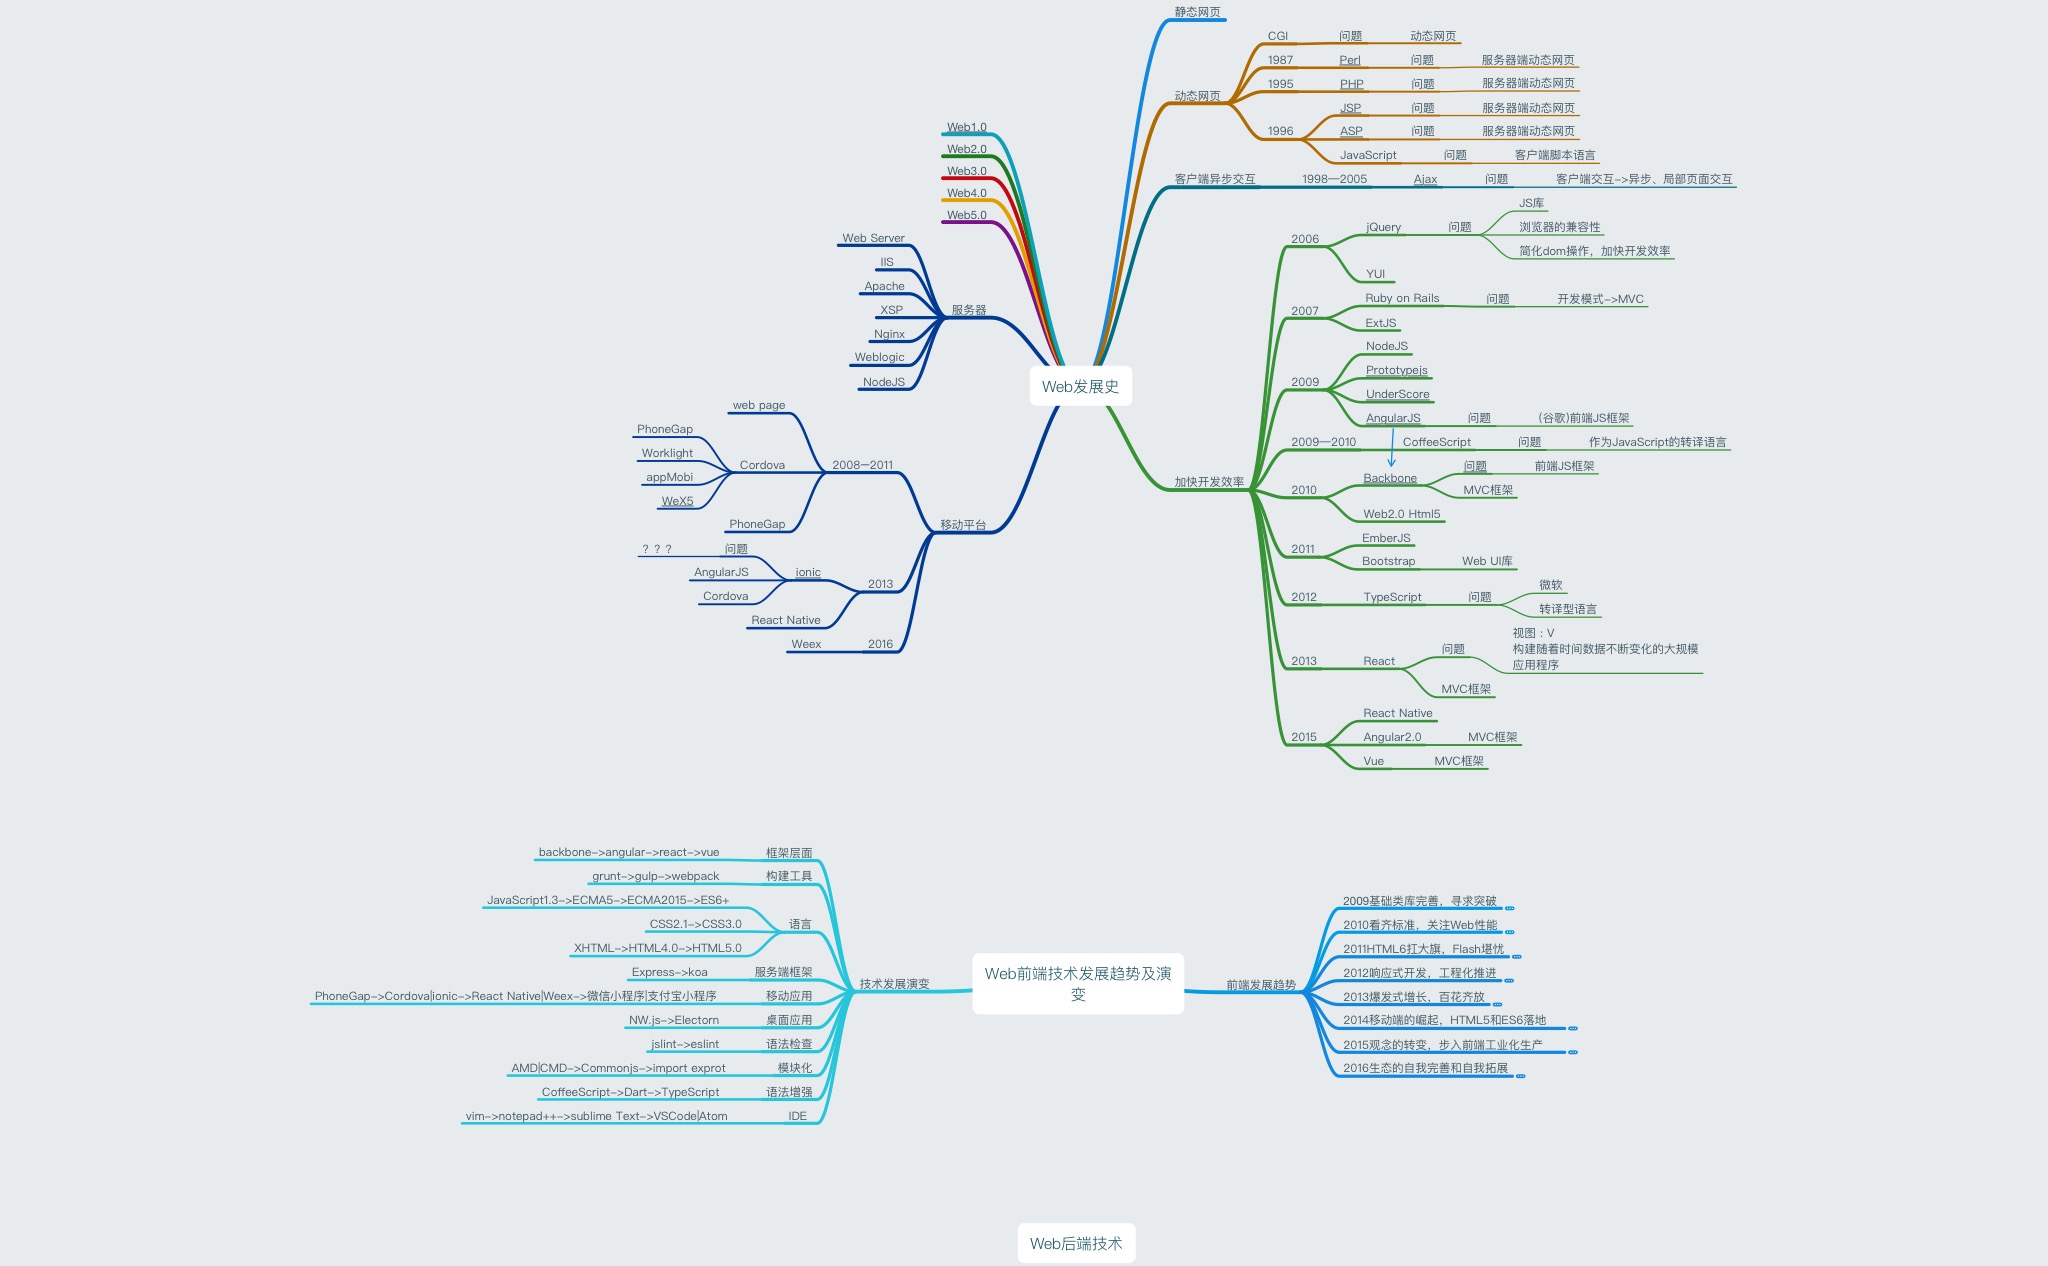 静态网页
CGI 问题 动态网页
1987 Perl 问题 服务器端动态网页
1995 PHP 问题 服务器端动态网页
动态网页
JSP 问题 服务器端动态网页
1996 ASP 问题 服务器端动态网页
JavaScript 问题 客户端脚本语言
客户端异步交互 1998—2005 Ajax 问题 客户端交互->异步、局部页面交互
Web1.0
Web2.0
Web3.0
Web4.0
Web5.0
Web Server
IIS
Apache
XSP
服务器
Nginx
Weblogic
NodeJS
Web发展史
JS库
2006 jQuery 问题 浏览器的兼容性
简化dom操作，加快开发效率
YUI
2007 Ruby on Rails 问题 开发模式->MVC
ExtJS
NodeJS
Prototypejs
2009
UnderScore
AngularJS 问题 (谷歌)前端JS框架
2009—2010 CoffeeScript 问题 作为JavaScript的转译语言
加快开发效率
2010 Backbone 问题 前端JS框架
MVC框架
Web2.0 Html5
2011 EmberJS
Bootstrap Web UI库
2012 TypeScript 问题 微软
转译型语言
视图：V
构建随着时间数据不断变化的大规模
应用程序
2013 React 问题
MVC框架
React Native
2015 Angular2.0 MVC框架
Vue MVC框架
web page
PhoneGap
Worklight
Cordova 2008—2011
appMobi
WeX5
PhoneGap
移动平台
？？？ 问题
AngularJS ionic 2013
Cordova
React Native
Weex 2016
backbone->angular->react->vue 框架层面
grunt->gulp->webpack 构建工具
JavaScript1.3->ECMA5->ECMA2015->ES6+
CSS2.1->CSS3.0 语言
XHTML->HTML4.0->HTML5.0
Express->koa 服务端框架
技术发展演变
PhoneGap->Cordova|ionic->React Native|Weex->微信小程序|支付宝小程序 移动应用
NW.js->Electorn 桌面应用
jslint->eslint 语法检查
AMD|CMD->Commonjs->import exprot 模块化
CoffeeScript->Dart->TypeScript 语法增强
vim->notepad++->sublime Text->VSCode|Atom IDE
Web前端技术发展趋势及演
变
前端发展趋势
2009基础类库完善，寻求突破
2010看齐标准，关注Web性能
2011HTML6扛大旗，Flash堪忧
2012响应式开发，工程化推进
2013爆发式增长，百花齐放
2014移动端的崛起，HTML5和ES6落地
2015观念的转变，步入前端工业化生产
2016生态的自我完善和自我拓展
Web后端技术